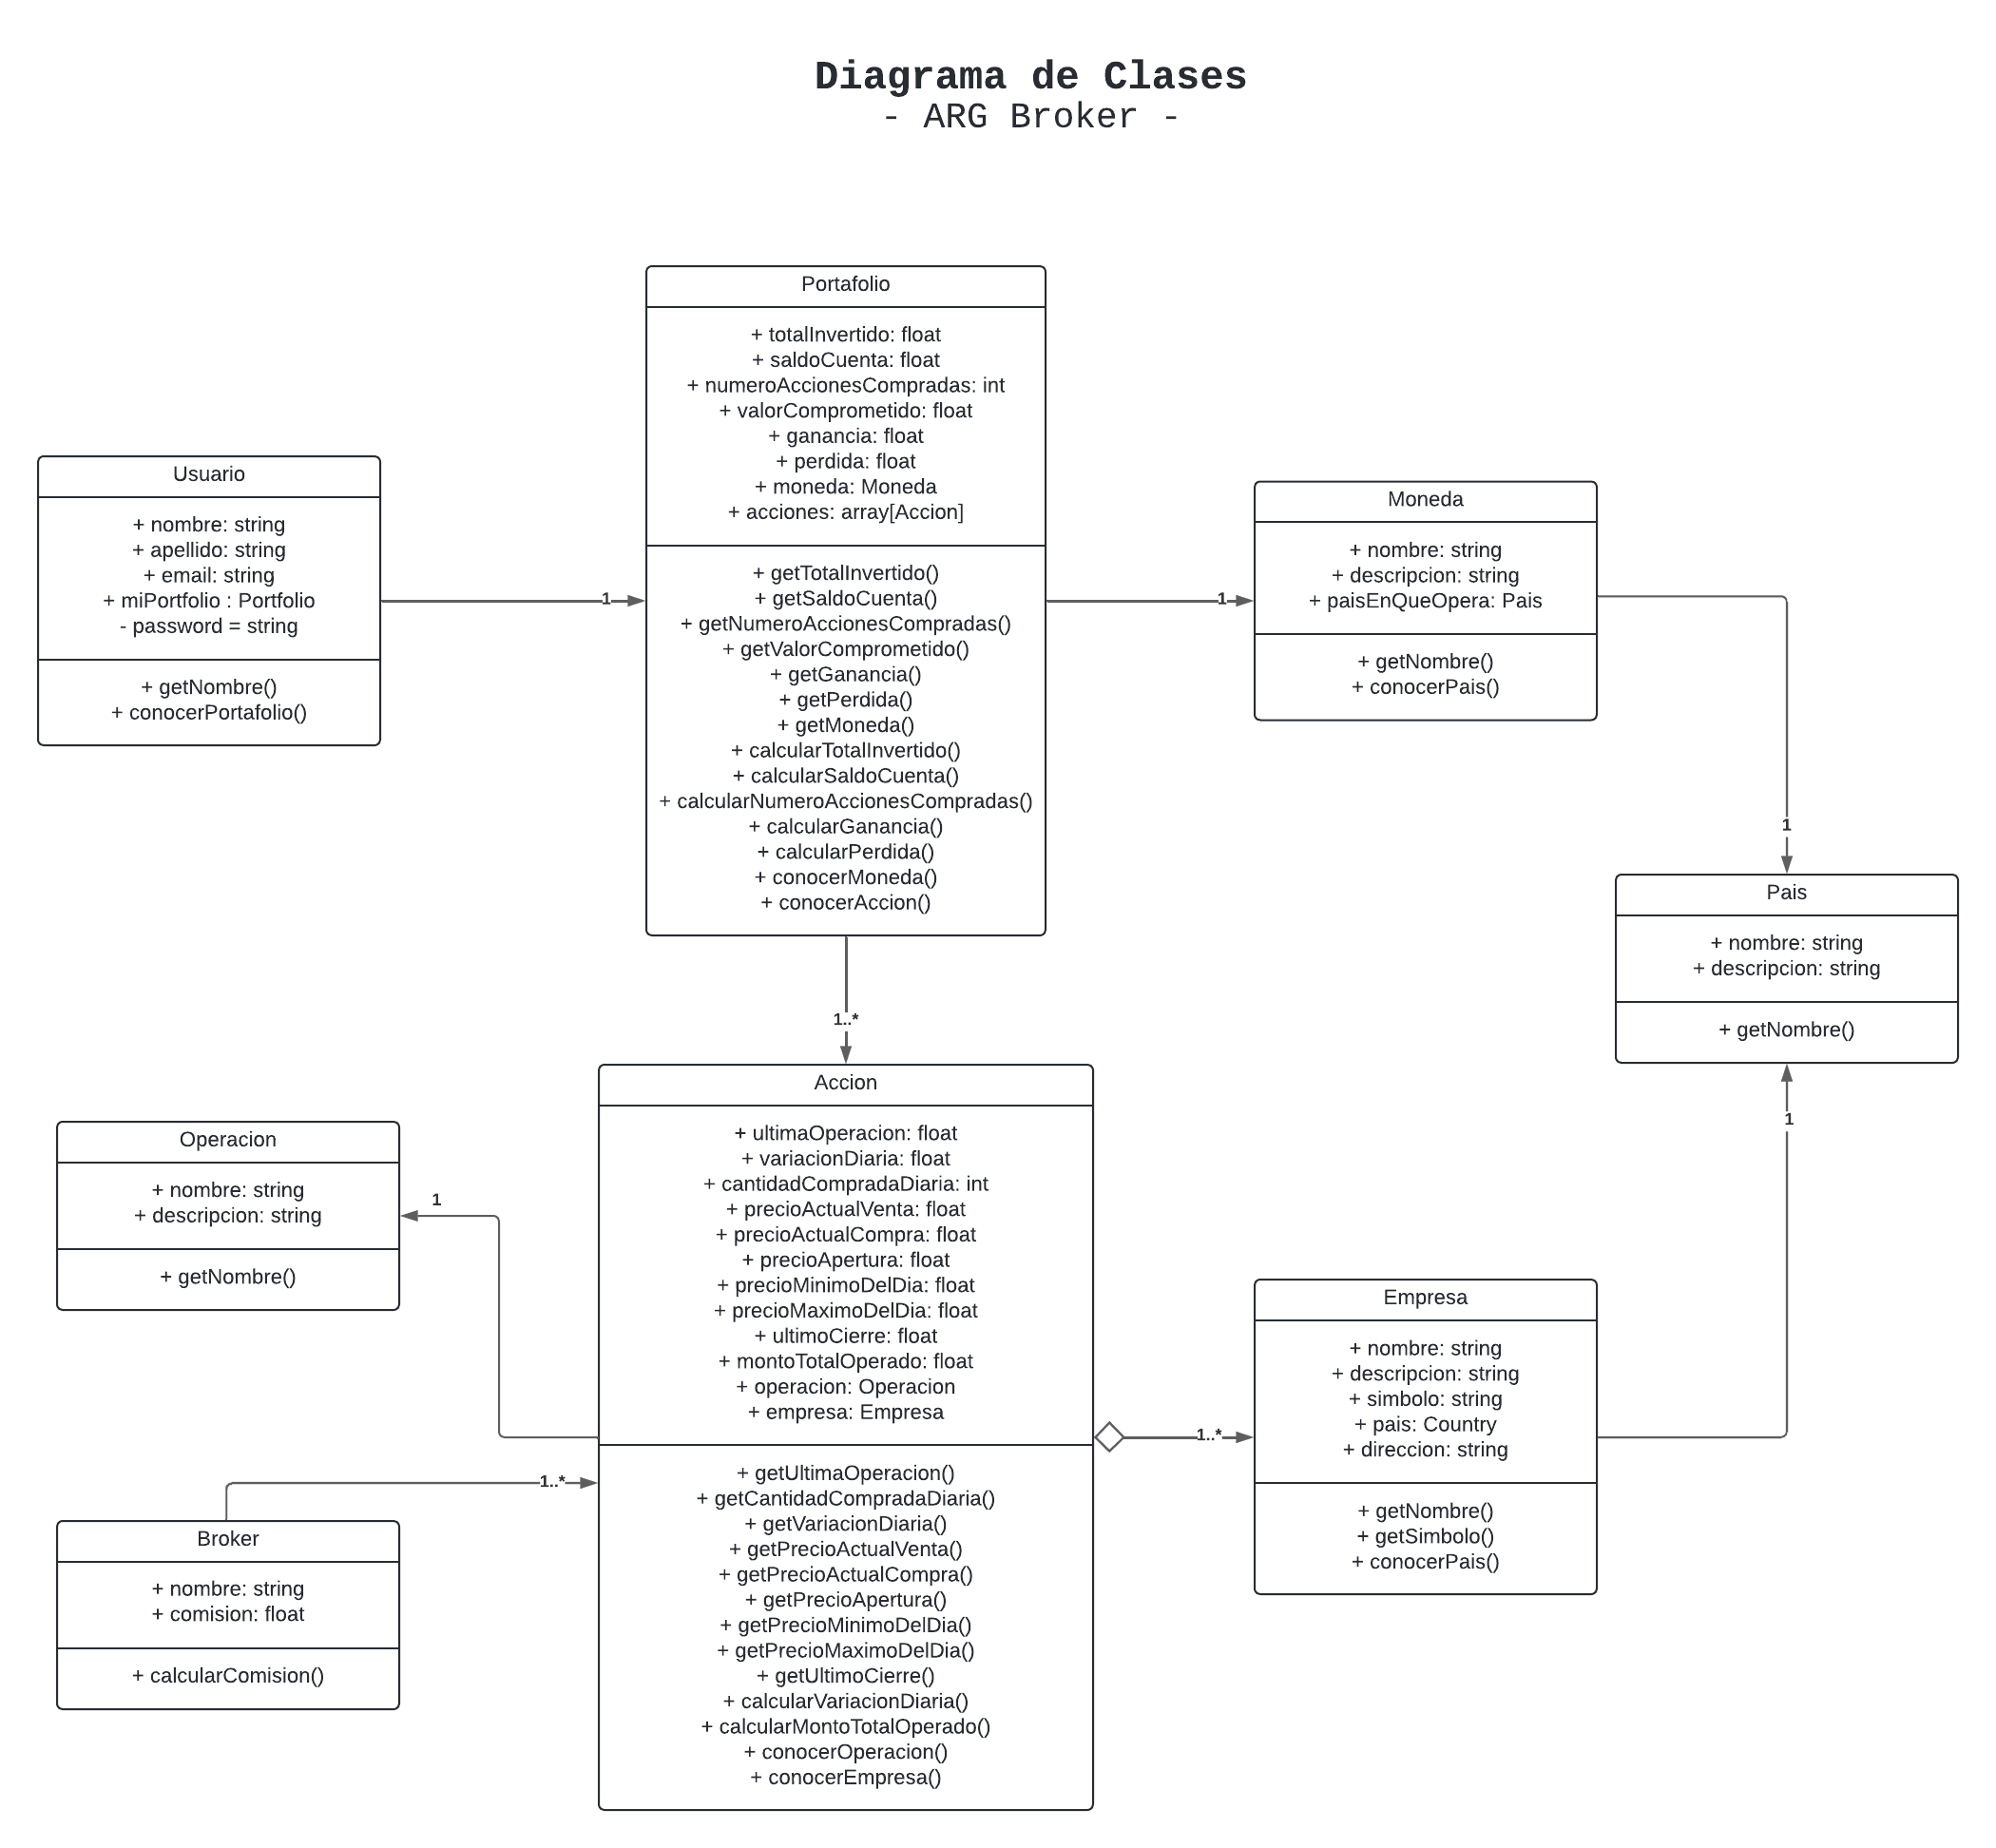 Diagrama de Clases
- ARG Broker -
Portafolio
+ totalInvertido: float
+ saldoCuenta: float
+ numeroAccionesCompradas: int
+ valorComprometido: float
+ ganancia: float
+ perdida: float
+ moneda: Moneda
+ acciones: array[Accion]
+ getTotalInvertido()
+ getSaldoCuenta()
+ getNumeroAccionesCompradas()
+ getValorComprometido()
+ getGanancia()
+ getPerdida()
+ getMoneda()
+ calcularTotalInvertido()
+ calcularSaldoCuenta()
+ calcularNumeroAccionesCompradas()
+ calcularGanancia()
+ calcularPerdida()
+ conocerMoneda()
+ conocerAccion()
Usuario
+ nombre: string
+ apellido: string
+ email: string
+ miPortfolio : Portfolio
- password = string
+ getNombre()
+ conocerPortafolio()
1
Moneda
+ nombre: string
+ descripcion: string
+ paisEnQueOpera: Pais
+ getNombre()
+ conocerPais()
1
1
Pais
+ nombre: string
+ descripcion: string
+ getNombre()
1..*
1
Accion
+ ultimaOperacion: float
+ variacionDiaria: float
+ cantidadCompradaDiaria: int
+ precioActualVenta: float
+ precioActualCompra: float
+ precioApertura: float
+ precioMinimoDelDia: float
+ precioMaximoDelDia: float
+ ultimoCierre: float
+ montoTotalOperado: float
+ operacion: Operacion
+ empresa: Empresa
+ getUltimaOperacion()
+ getCantidadCompradaDiaria()
+ getVariacionDiaria()
+ getPrecioActualVenta()
+ getPrecioActualCompra()
+ getPrecioApertura()
+ getPrecioMinimoDelDia()
+ getPrecioMaximoDelDia()
+ getUltimoCierre()
+ calcularVariacionDiaria()
+ calcularMontoTotalOperado()
+ conocerOperacion()
+ conocerEmpresa()
Operacion
+ nombre: string
+ descripcion: string
+ getNombre()
1
Empresa
+ nombre: string
+ descripcion: string
+ simbolo: string
+ pais: Country
+ direccion: string
+ getNombre()
+ getSimbolo()
+ conocerPais()
1..*
1..*
Broker
+ nombre: string
+ comision: float
+ calcularComision()